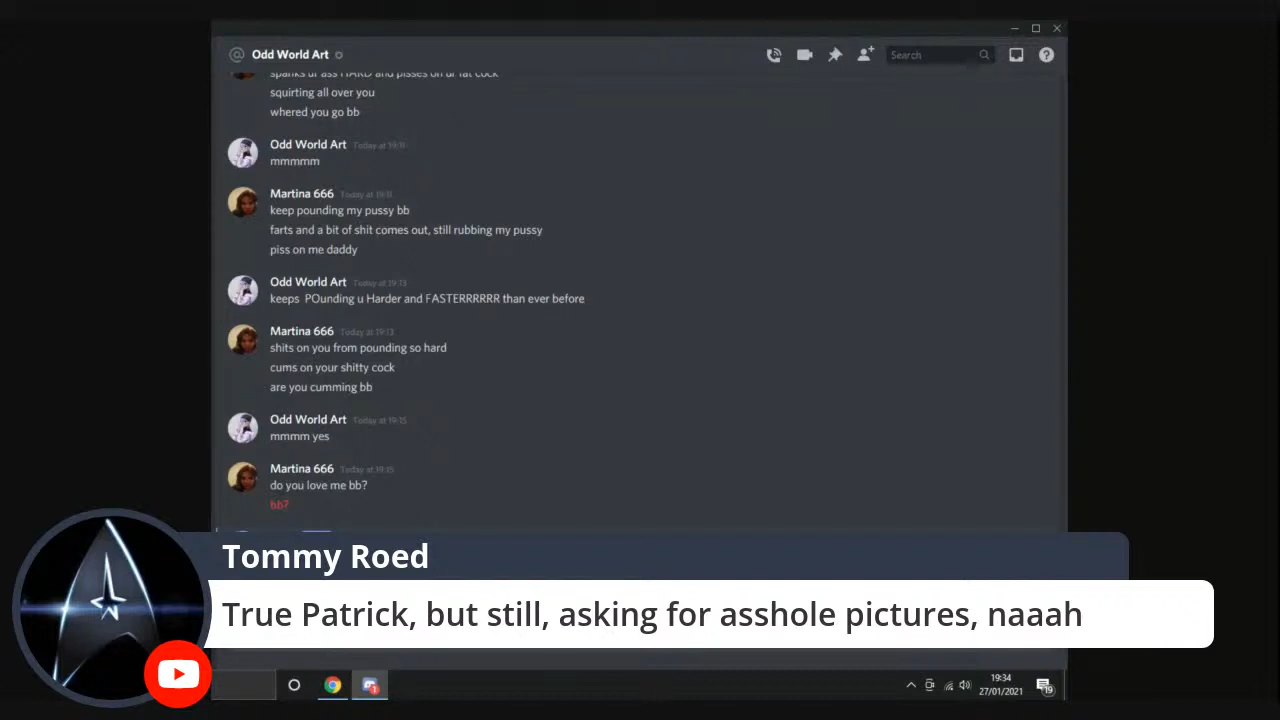 Odd World Art
Search
spanks ur ass HARD and pisses on ur fat cock
squirting all over you
whered you go bb
Odd World Art Today at 19:11
mmmmm
Martina 666 Today at 19:11
keep pounding my pussy bb
farts and a bit of shit comes out, still rubbing my pussy
piss on me daddy
Odd World Art Today at 19:13
keeps POunding u Harder and FASTERRRRRR than ever before
Martina 666 Today at 19:13
shits on you from pounding so hard
cums on your shitty cock
are you cumming bb
Odd World Art Today at 19:15
mmmm yes
Martina 666 Today at 19:15
do you love me bb?
bb?
Tommy Roed
True Patrick, but still, asking for asshole pictures, naaah
1
19:34
27/01/2021
19